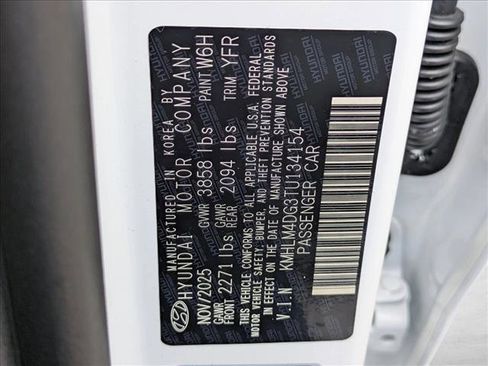 MANUFACTURED IN KOREA BY
HYUNDAI MOTOR COMPANY
NOV/2025 GVWR 3858 lbs PAINT W6H
GAWR FRONT 2271 lbs GAWR REAR 2094 lbs TRIM YFR
THIS VEHICLE CONFORMS TO ALL APPLICABLE U.S.A. FEDERAL
MOTOR VEHICLE SAFETY, BUMPER, AND THEFT PREVENTION STANDARDS
IN EFFECT ON THE DATE OF MANUFACTURE SHOWN ABOVE
V.I.N KMHLM4DG3TU134154
PASSENGER CAR